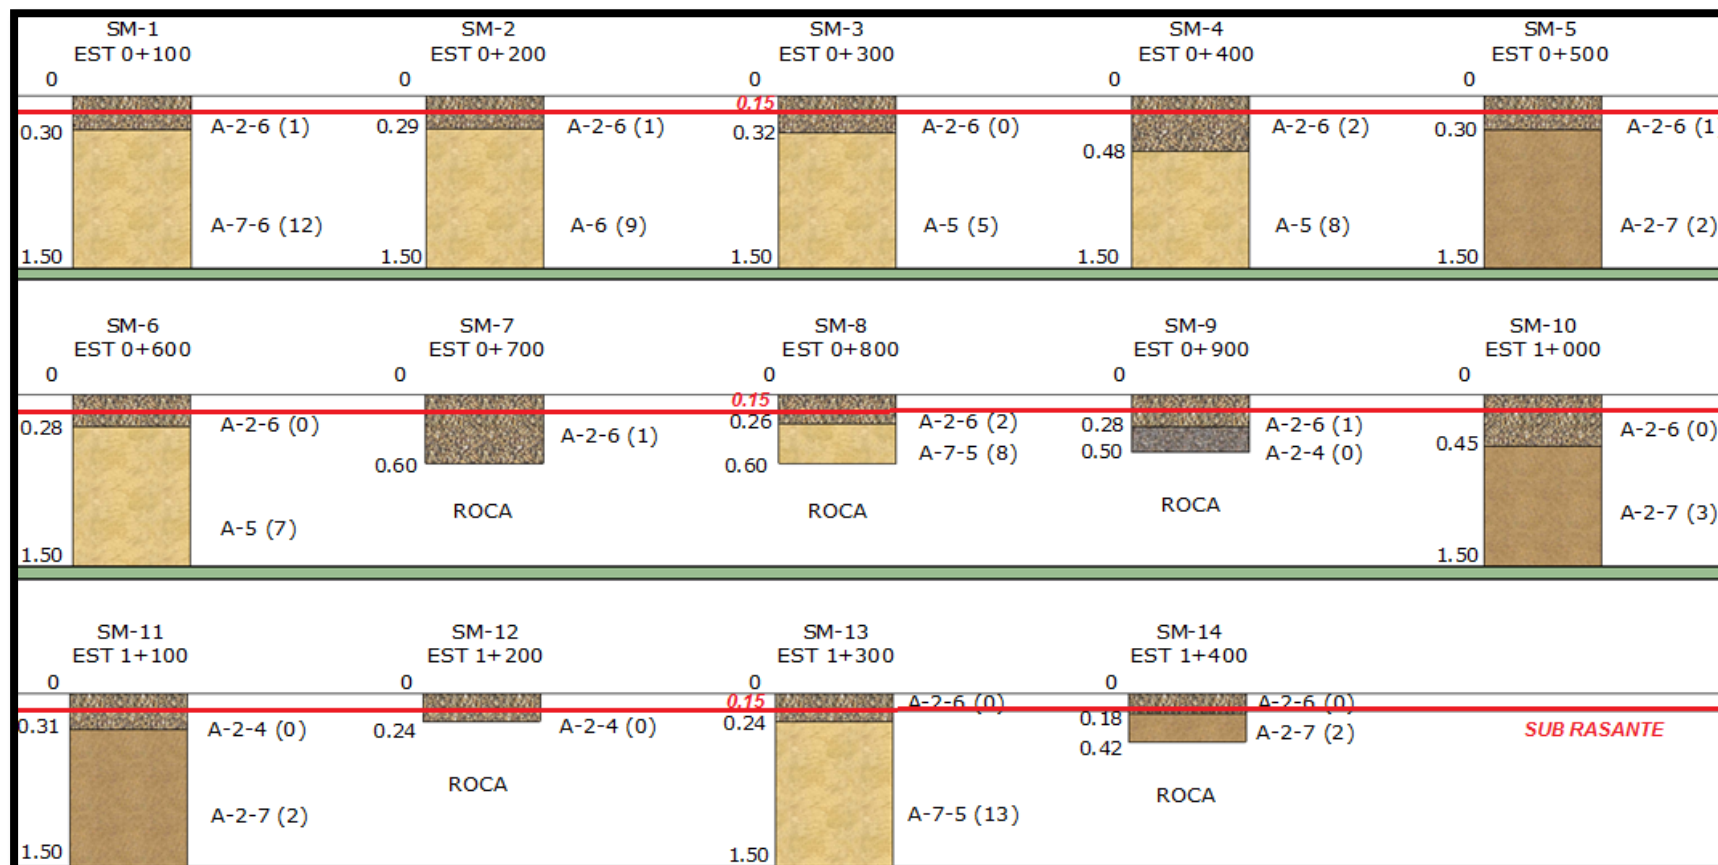 SM-1
EST 0+100
SM-2
EST 0+200
SM-3
EST 0+300
SM-4
EST 0+400
SM-5
EST 0+500
0
0
0
0
0
0.15
0.30
A-2-6 (1)
0.29
A-2-6 (1)
0.32
A-2-6 (0)
0.48
A-2-6 (2)
0.30
A-2-6 (1
A-7-6 (12)
A-6 (9)
A-5 (5)
A-5 (8)
A-2-7 (2)
1.50
1.50
1.50
1.50
1.50
SM-6
EST 0+600
SM-7
EST 0+700
SM-8
EST 0+800
SM-9
EST 0+900
SM-10
EST 1+000
0
0
0
0
0
0.15
0.28
A-2-6 (0)
A-2-6 (1)
0.60
ROCA
0.26
A-2-6 (2)
A-7-5 (8)
0.60
ROCA
0.28
A-2-6 (1)
0.50
A-2-4 (0)
ROCA
A-2-6 (0)
0.45
A-5 (7)
A-2-7 (3)
1.50
1.50
SM-11
EST 1+100
SM-12
EST 1+200
SM-13
EST 1+300
SM-14
EST 1+400
0
0
0
0
0.15
0.31
A-2-4 (0)
0.24
A-2-4 (0)
ROCA
A-2-6 (0)
0.24
A-2-6 (0)
0.18
A-2-7 (2)
0.42
ROCA
SUB RASANTE
A-2-7 (2)
A-7-5 (13)
1.50
1.50